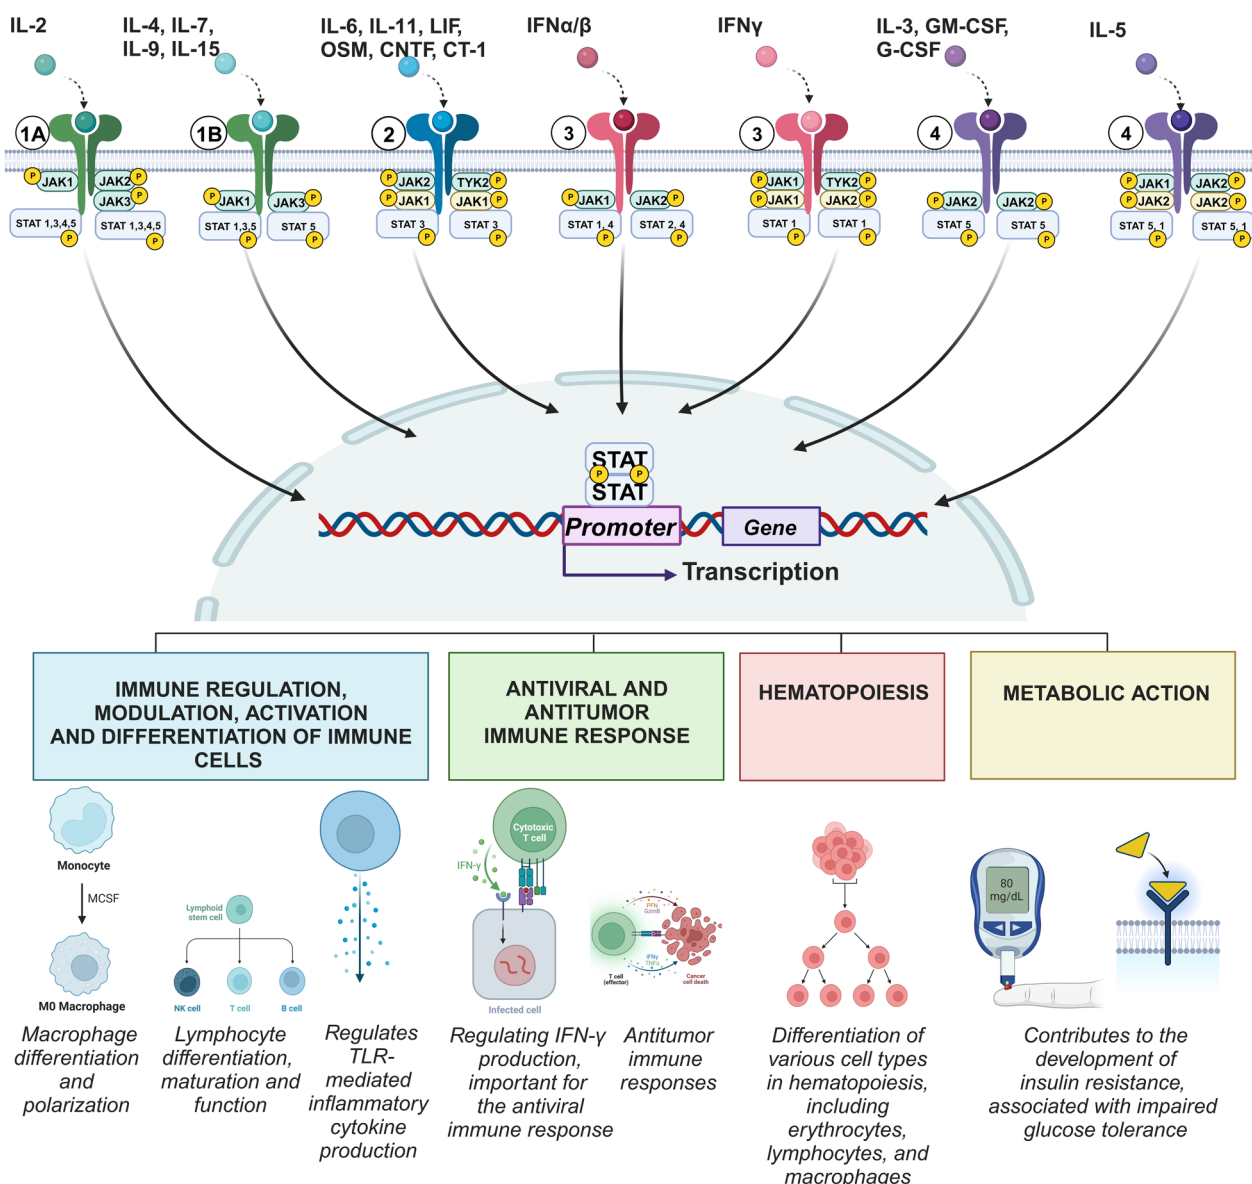 IL-2
IL-4, IL-7,
IL-9, IL-15
IL-6, IL-11, LIF,
OSM, CNTF, CT-1
IFNα/β
IFNγ
IL-3, GM-CSF,
G-CSF
IL-5
1A
1B
2
3
3
4
4
P JAK1 JAK2 P
JAK3 P
STAT 1,3,4,5 P
STAT 1,3,4,5 P
P JAK1 JAK3 P
STAT 1,3,5 P
STAT 5 P
P JAK2 TYK2 P
P JAK1 JAK1 P
STAT 3 P
STAT 3 P
P JAK1 JAK2 P
STAT 1, 4 P
STAT 2, 4 P
P JAK1 TYK2 P
P JAK1 JAK2 P
STAT 1 P
STAT 1 P
P JAK2 JAK2 P
STAT 5 P
STAT 5 P
P JAK1 JAK2 P
P JAK2 JAK2 P
STAT 5, 1 P
STAT 5, 1 P
STAT
P P
STAT
Promoter
Gene
Transcription
IMMUNE REGULATION,
MODULATION, ACTIVATION
AND DIFFERENTIATION OF IMMUNE
CELLS
ANTIVIRAL AND
ANTITUMOR
IMMUNE RESPONSE
HEMATOPOIESIS
METABOLIC ACTION
Monocyte
MCSF
M0 Macrophage
Macrophage
differentiation
and
polarization
Lymphoid
stem cell
NK cell
T cell
B cell
Lymphocyte
differentiation,
maturation and
function
Regulates
TLR-
mediated
inflammatory
cytokine
production
Cytotoxic
T cell
IFN-γ
Infected cell
Regulating IFN-γ
production,
important for
the antiviral
immune response
PFN
GzmB
IFNγ
TNFα
T cell
(effector)
Cancer
cell death
Antitumor
immune
responses
Differentiation of
various cell types
in hematopoiesis,
including
erythrocytes,
lymphocytes, and
macrophages
80
mg/dL
Contributes to the
development of
insulin resistance,
associated with impaired
glucose tolerance